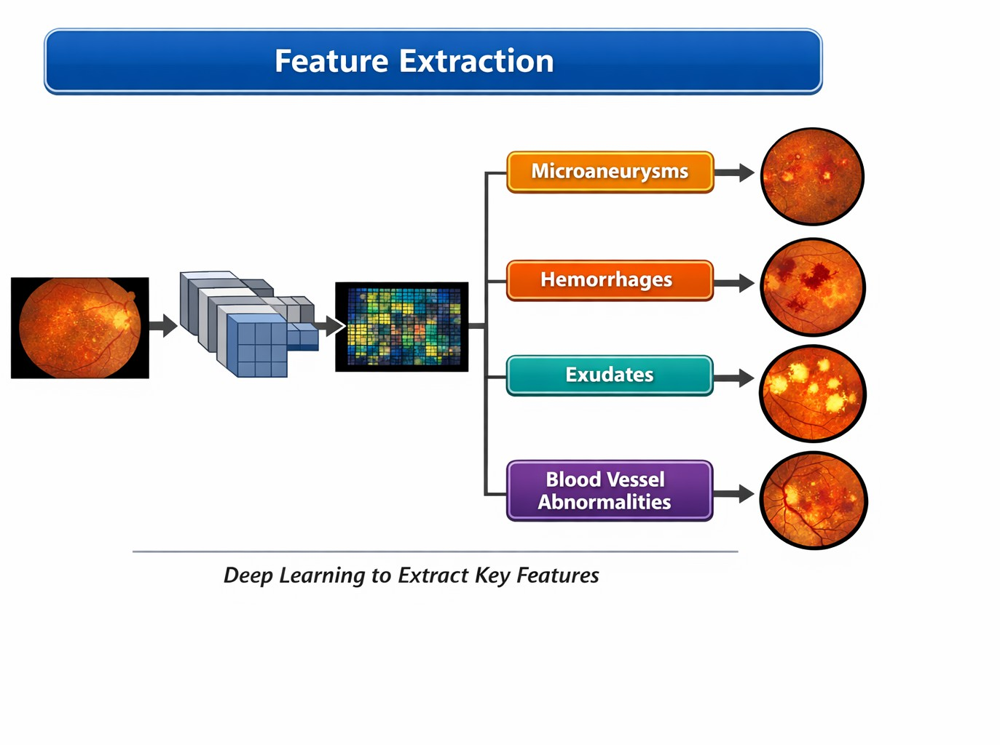 Feature Extraction
Microaneurysms
Hemorrhages
Exudates
Blood Vessel
Abnormalities
Deep Learning to Extract Key Features